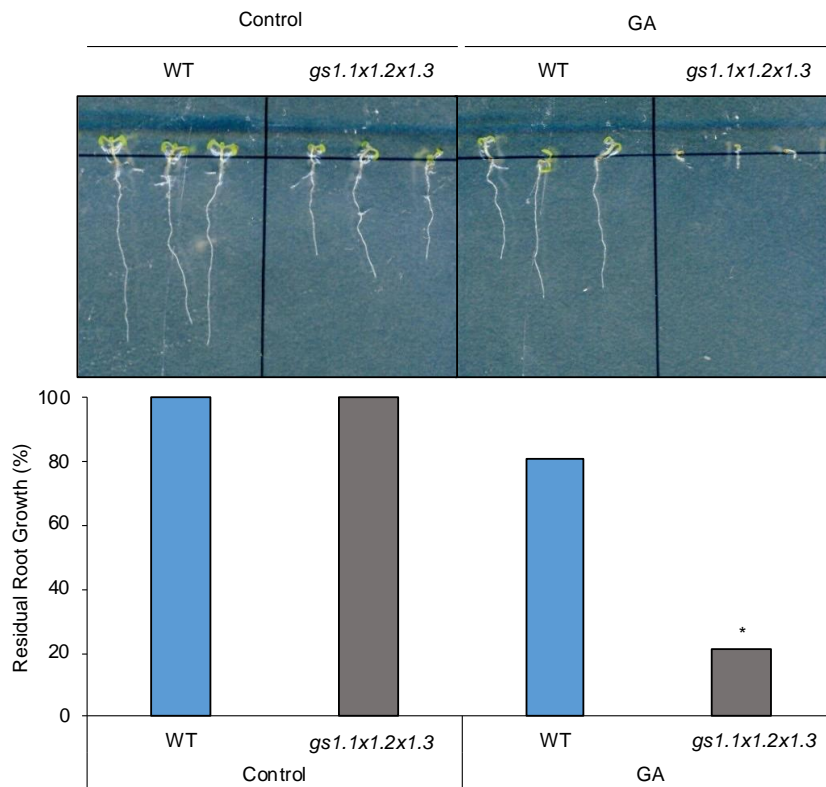 Control GA
WT gs1.1x1.2x1.3 WT gs1.1x1.2x1.3
Residual Root Growth (%)
100
80
60
40
20
0
*
WT gs1.1x1.2x1.3 WT gs1.1x1.2x1.3
Control GA